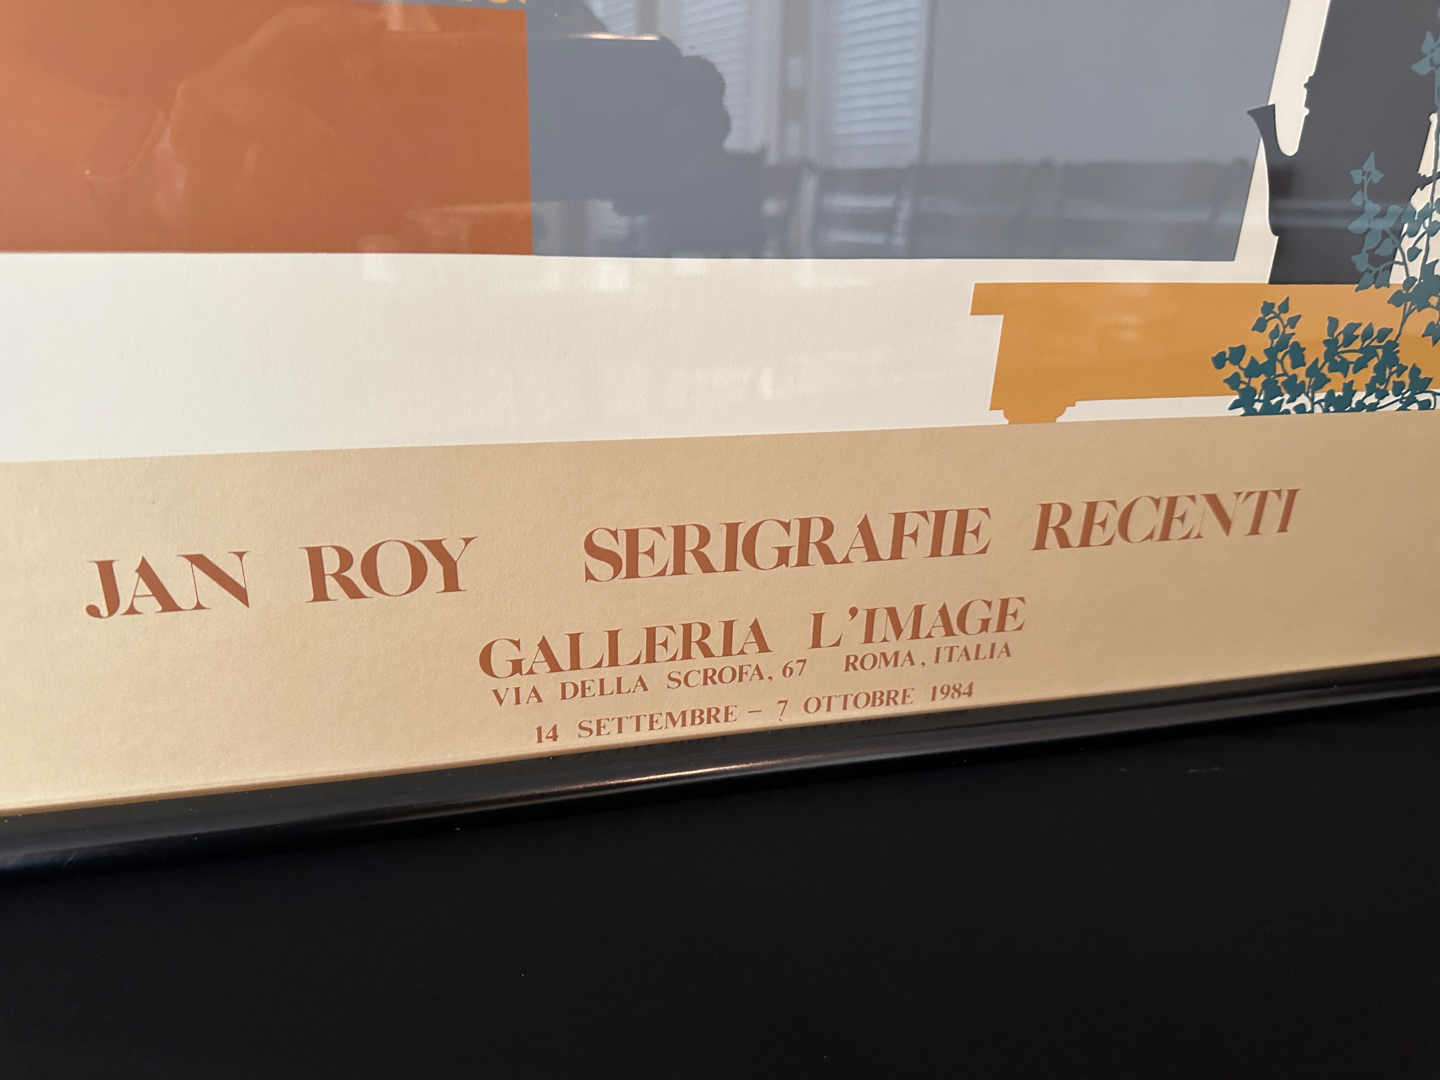 JAN ROY SERIGRAFIE RECENTI
GALLERIA L’IMAGE
VIA DELLA SCROFA, 67 ROMA, ITALIA
14 SETTEMBRE – 7 OTTOBRE 1984